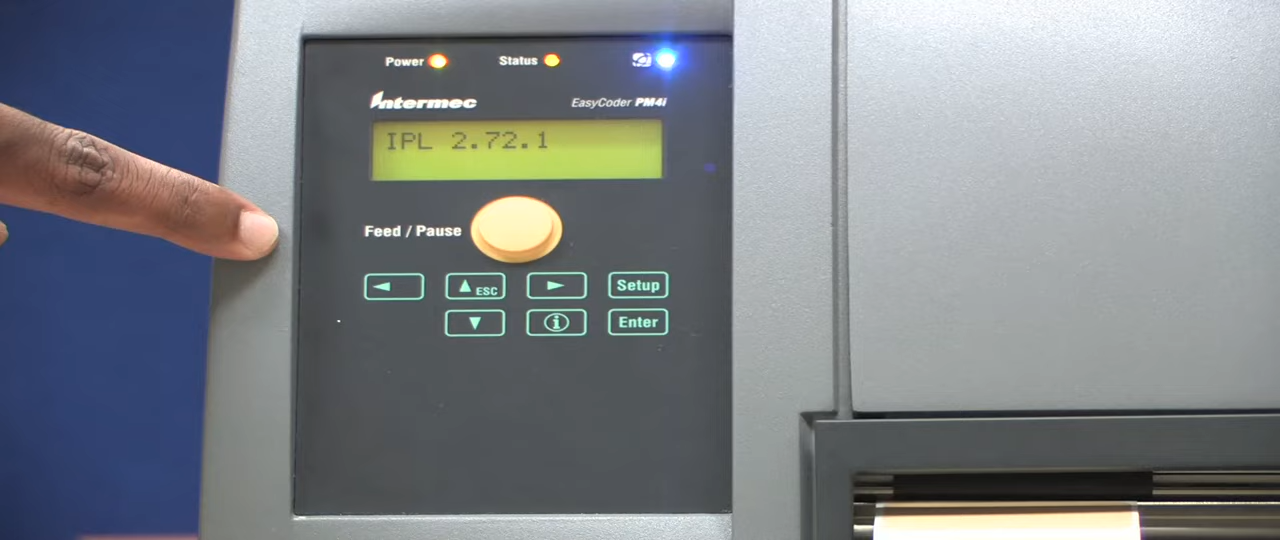 Power Status
Intermec EasyCoder PM4i
IPL 2.72.1
Feed / Pause
ESC Setup
i Enter